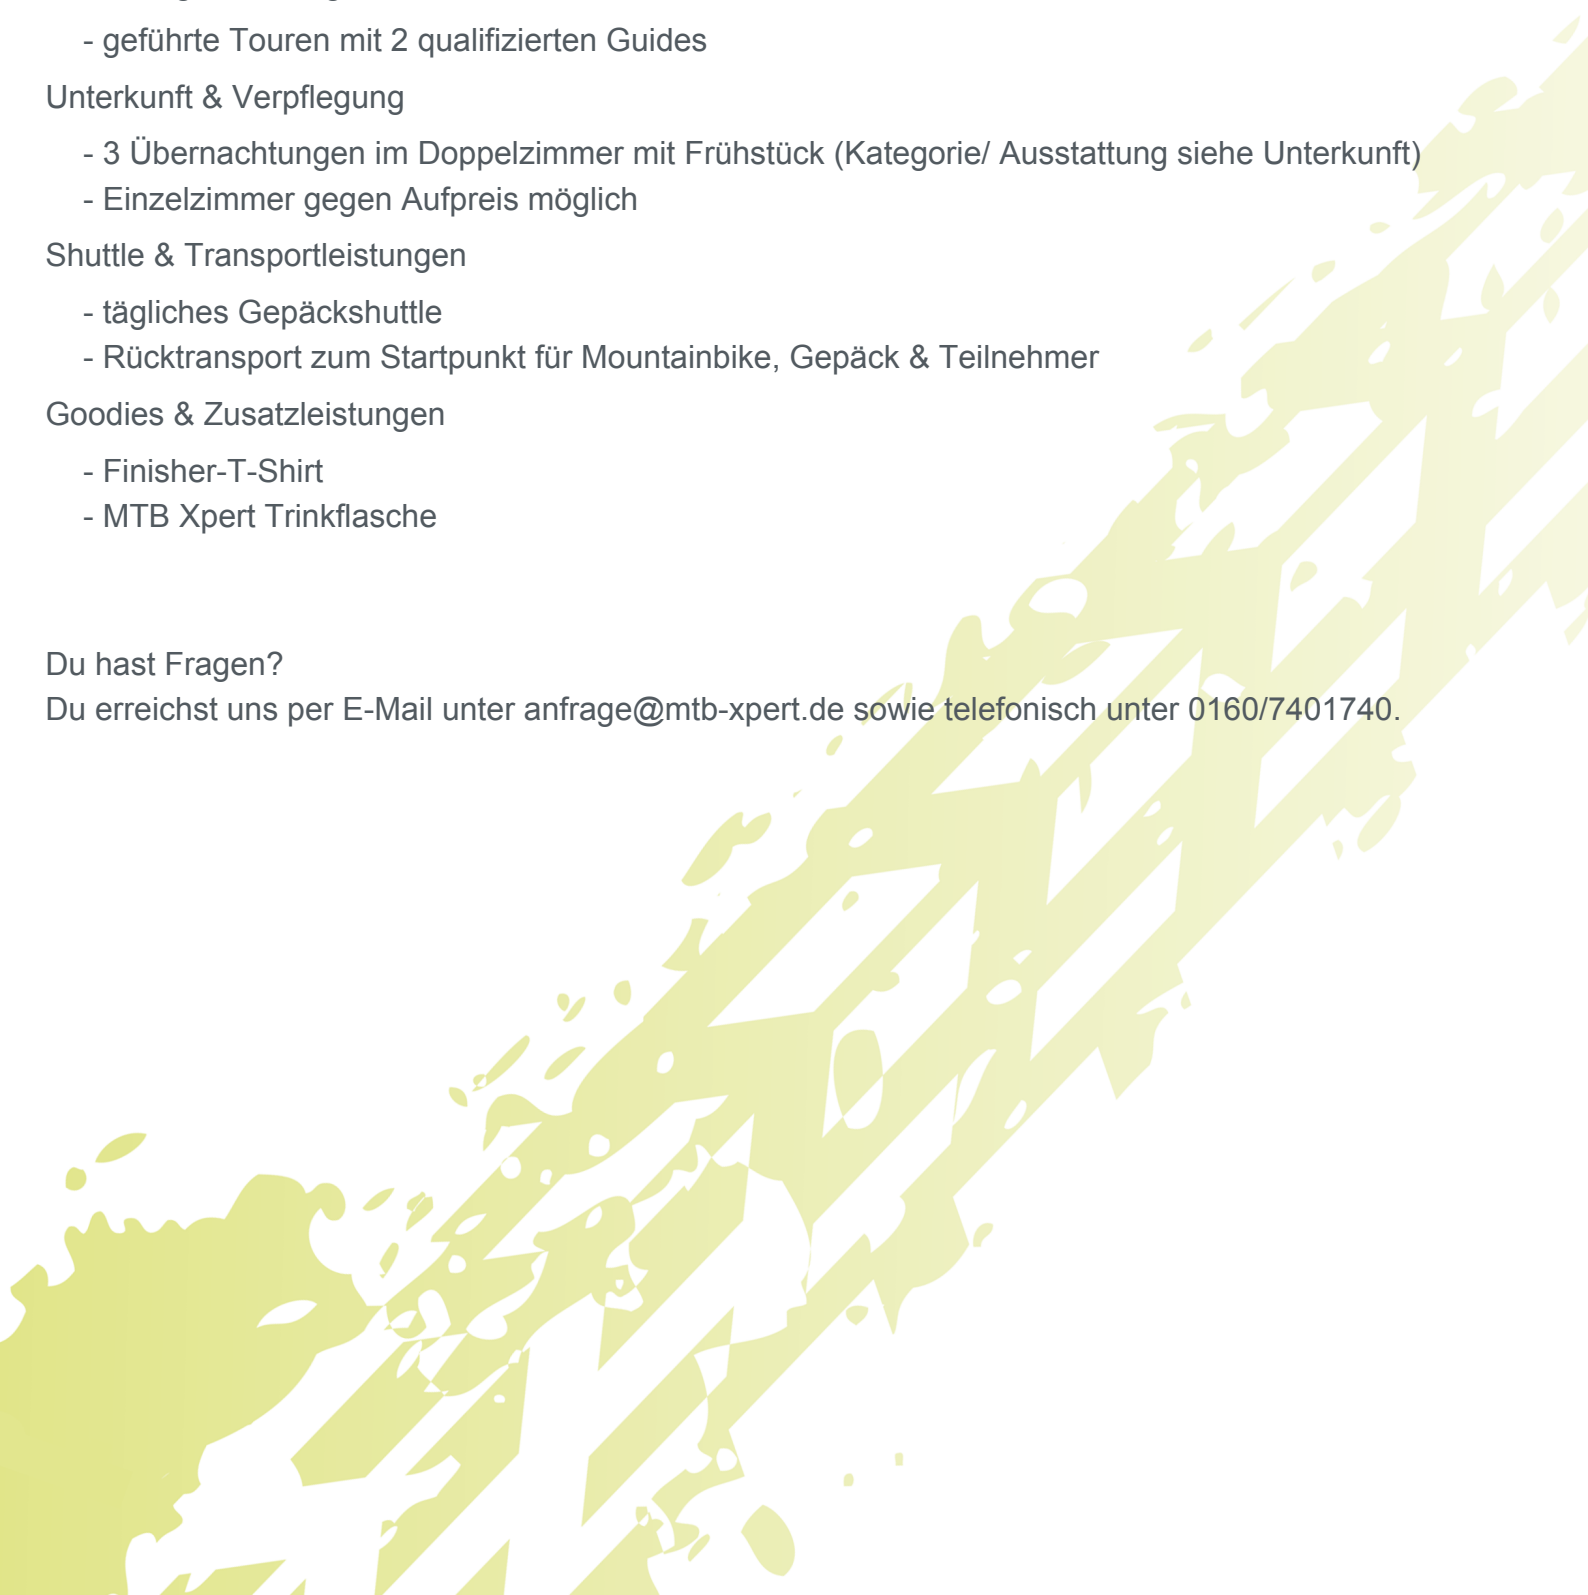 - geführte Touren mit 2 qualifizierten Guides
Unterkunft & Verpflegung
- 3 Übernachtungen im Doppelzimmer mit Frühstück (Kategorie/ Ausstattung siehe Unterkunft)
- Einzelzimmer gegen Aufpreis möglich
Shuttle & Transportleistungen
- tägliches Gepäckshuttle
- Rücktransport zum Startpunkt für Mountainbike, Gepäck & Teilnehmer
Goodies & Zusatzleistungen
- Finisher-T-Shirt
- MTB Xpert Trinkflasche
Du hast Fragen?
Du erreichst uns per E-Mail unter anfrage@mtb-xpert.de sowie telefonisch unter 0160/7401740.